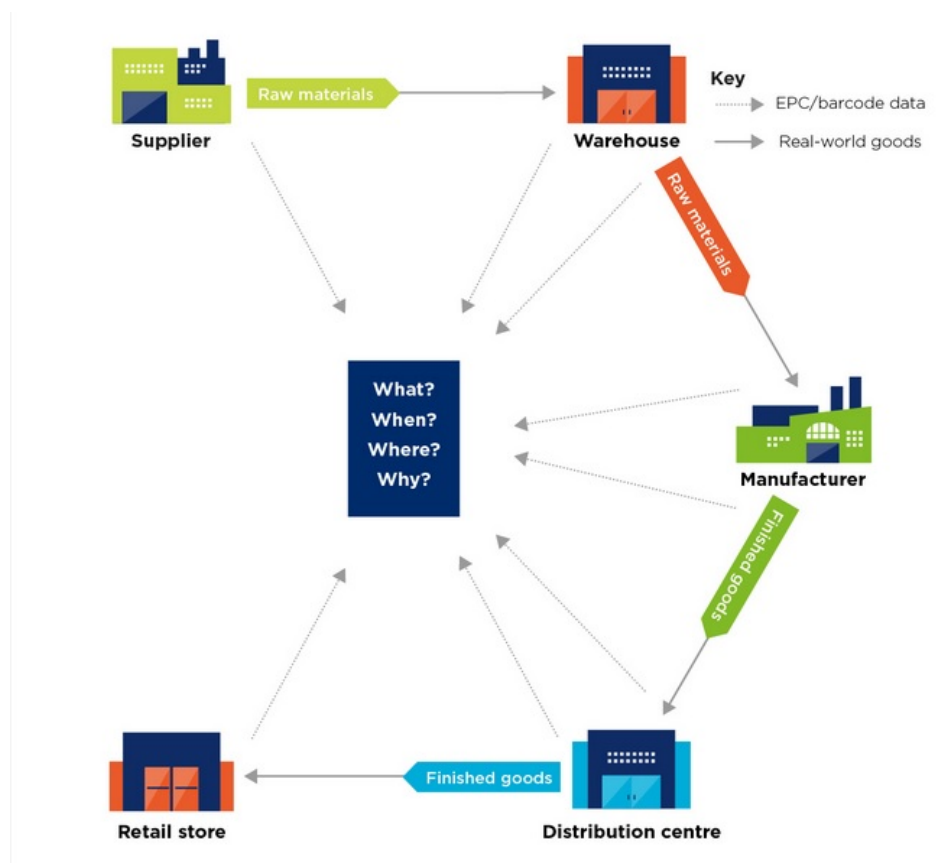 Raw materials
Supplier
Warehouse
Key
EPC/barcode data
Real-world goods
Raw materials
What?
When?
Where?
Why?
Manufacturer
Finished goods
Finished goods
Retail store
Distribution centre